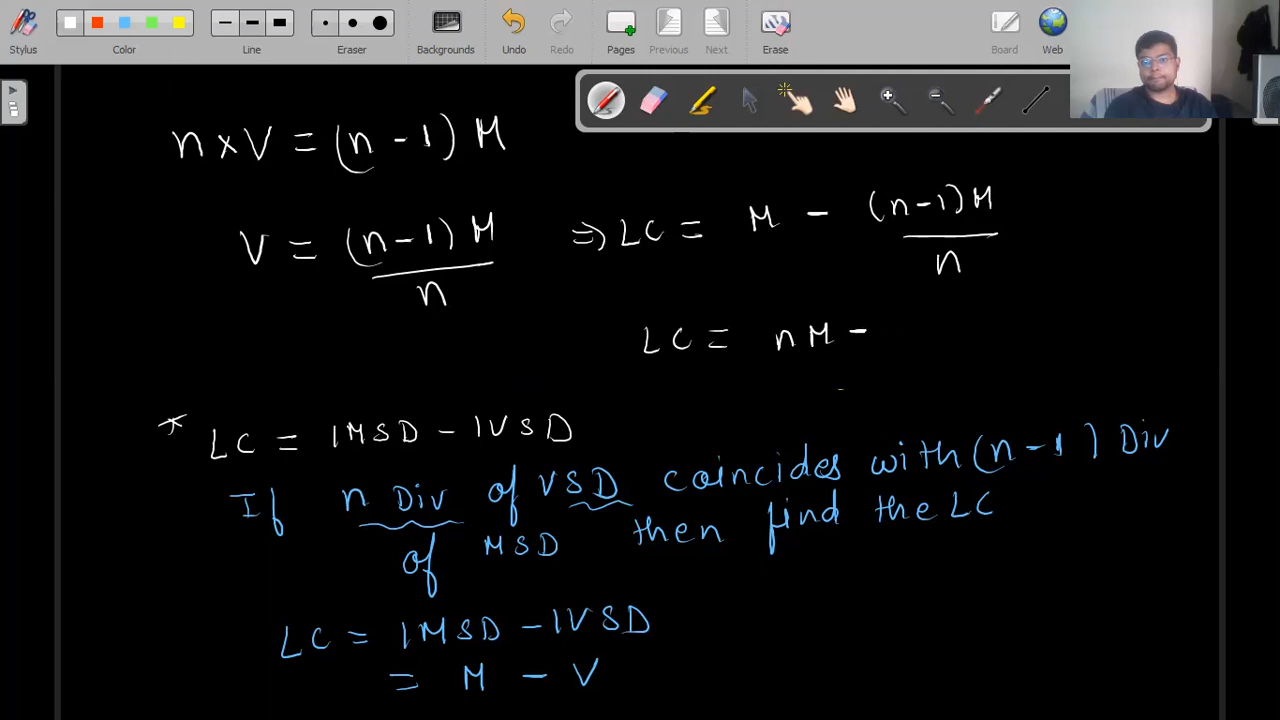 Stylus Color Line Eraser Backgrounds Undo Redo Pages Previous Next Erase Board Web
n×V = (n-1) M
V = (n-1) M / n ⇒ LC = M - (n-1)M / n
LC = nM -
* LC = 1MSD - 1VSD
If n Div of VSD coincides with (n-1) Div
of MSD then find the LC
LC = 1MSD - 1VSD
= M - V